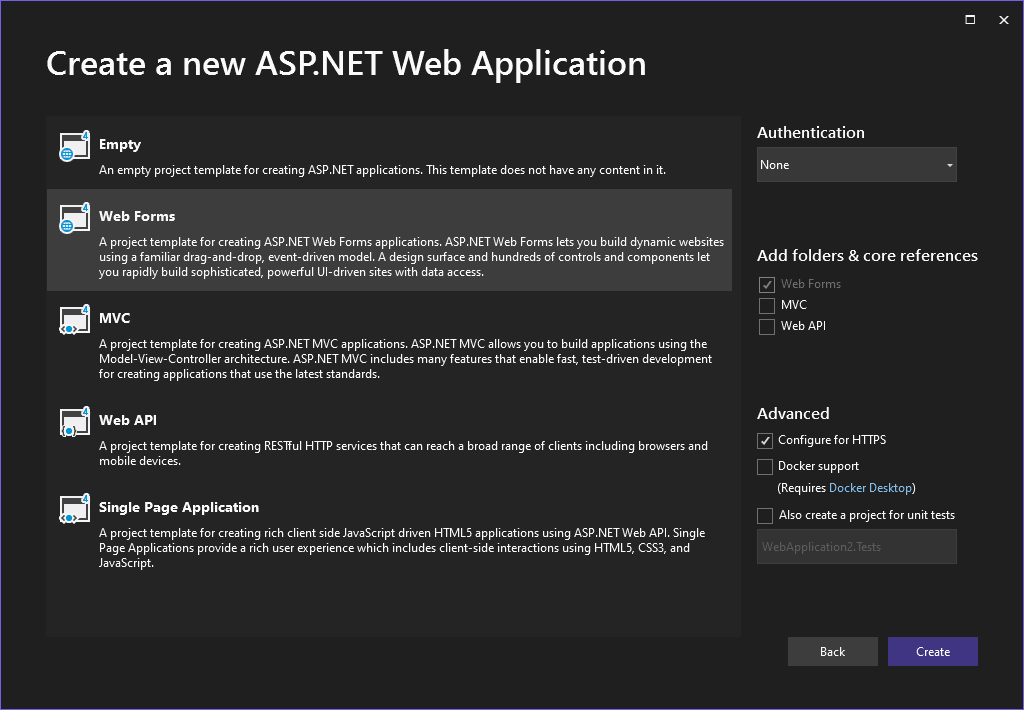 Create a new ASP.NET Web Application
4
Empty
An empty project template for creating ASP.NET applications. This template does not have any content in it.
4
Web Forms
A project template for creating ASP.NET Web Forms applications. ASP.NET Web Forms lets you build dynamic websites
using a familiar drag-and-drop, event-driven model. A design surface and hundreds of controls and components let
you rapidly build sophisticated, powerful UI-driven sites with data access.
4
MVC
A project template for creating ASP.NET MVC applications. ASP.NET MVC allows you to build applications using the
Model-View-Controller architecture. ASP.NET MVC includes many features that enable fast, test-driven development
for creating applications that use the latest standards.
4
Web API
A project template for creating RESTful HTTP services that can reach a broad range of clients including browsers and
mobile devices.
4
Single Page Application
A project template for creating rich client side JavaScript driven HTML5 applications using ASP.NET Web API. Single
Page Applications provide a rich user experience which includes client-side interactions using HTML5, CSS3, and
JavaScript.
Authentication
None
Add folders & core references
Web Forms
MVC
Web API
Advanced
Configure for HTTPS
Docker support
(Requires Docker Desktop)
Also create a project for unit tests
WebApplication2.Tests
Back
Create